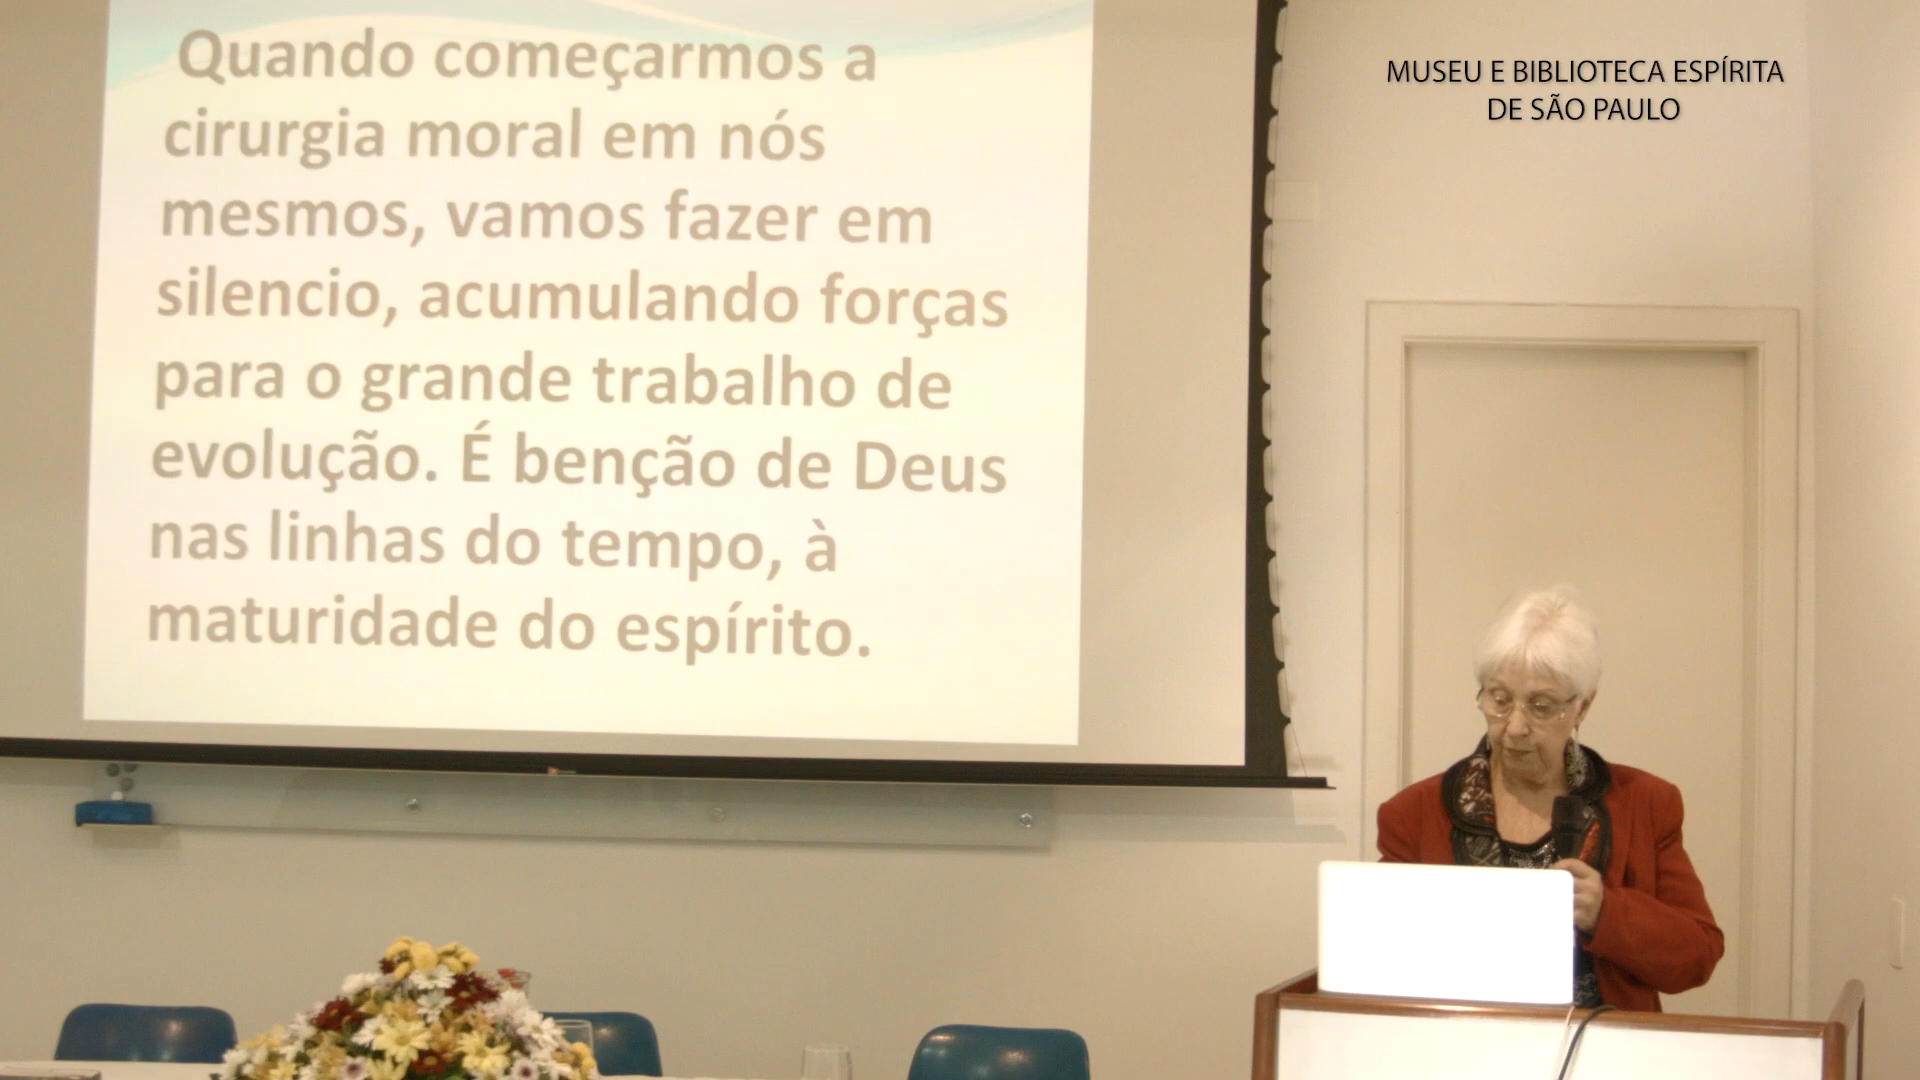 Quando começarmos a
cirurgia moral em nós
mesmos, vamos fazer em
silencio, acumulando forças
para o grande trabalho de
evolução. É benção de Deus
nas linhas do tempo, à
maturidade do espírito.
MUSEU E BIBLIOTECA ESPÍRITA
DE SÃO PAULO